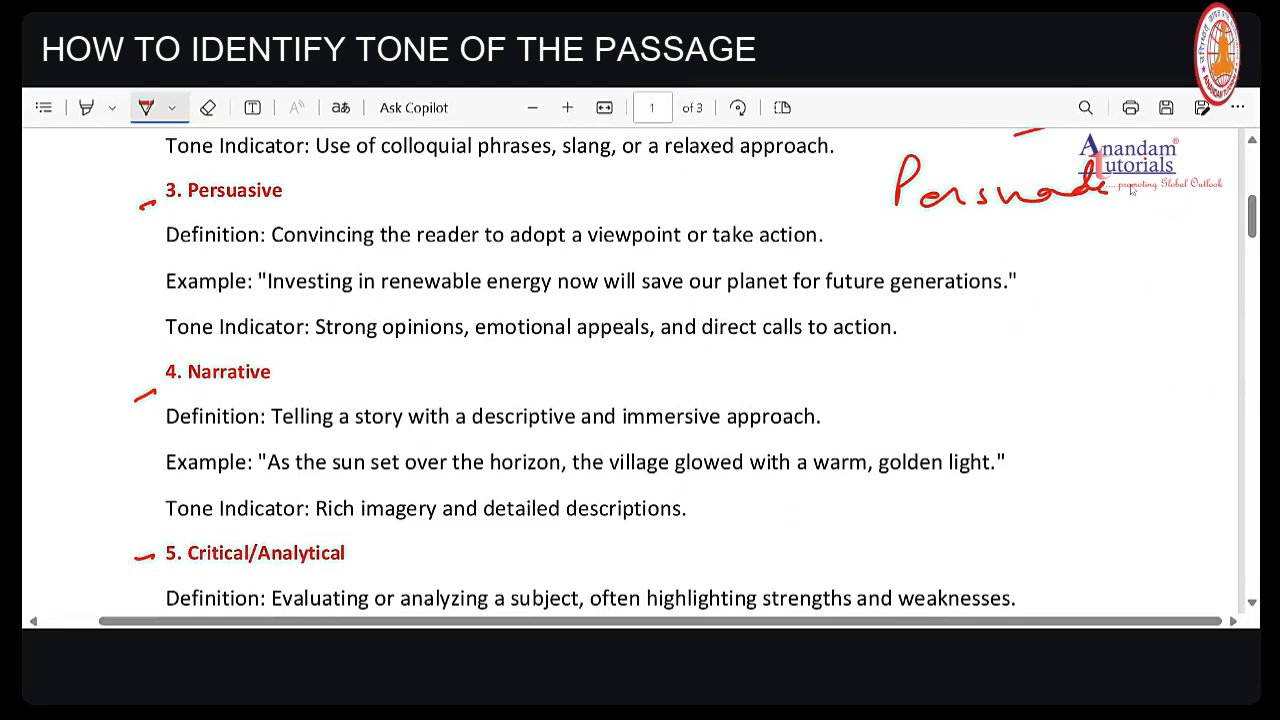 HOW TO IDENTIFY TONE OF THE PASSAGE
Ask Copilot
1 of 3
Tone Indicator: Use of colloquial phrases, slang, or a relaxed approach.
Anandam
tutorials
.....promoting Global Outlook
Persuade
3. Persuasive
Definition: Convincing the reader to adopt a viewpoint or take action.
Example: "Investing in renewable energy now will save our planet for future generations."
Tone Indicator: Strong opinions, emotional appeals, and direct calls to action.
4. Narrative
Definition: Telling a story with a descriptive and immersive approach.
Example: "As the sun set over the horizon, the village glowed with a warm, golden light."
Tone Indicator: Rich imagery and detailed descriptions.
5. Critical/Analytical
Definition: Evaluating or analyzing a subject, often highlighting strengths and weaknesses.